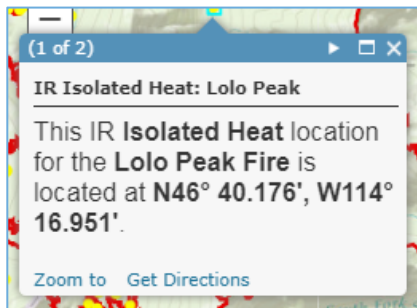 (1 of 2)
IR Isolated Heat: Lolo Peak
This IR Isolated Heat location
for the Lolo Peak Fire is
located at N46° 40.176', W114°
16.951'.
Zoom to Get Directions